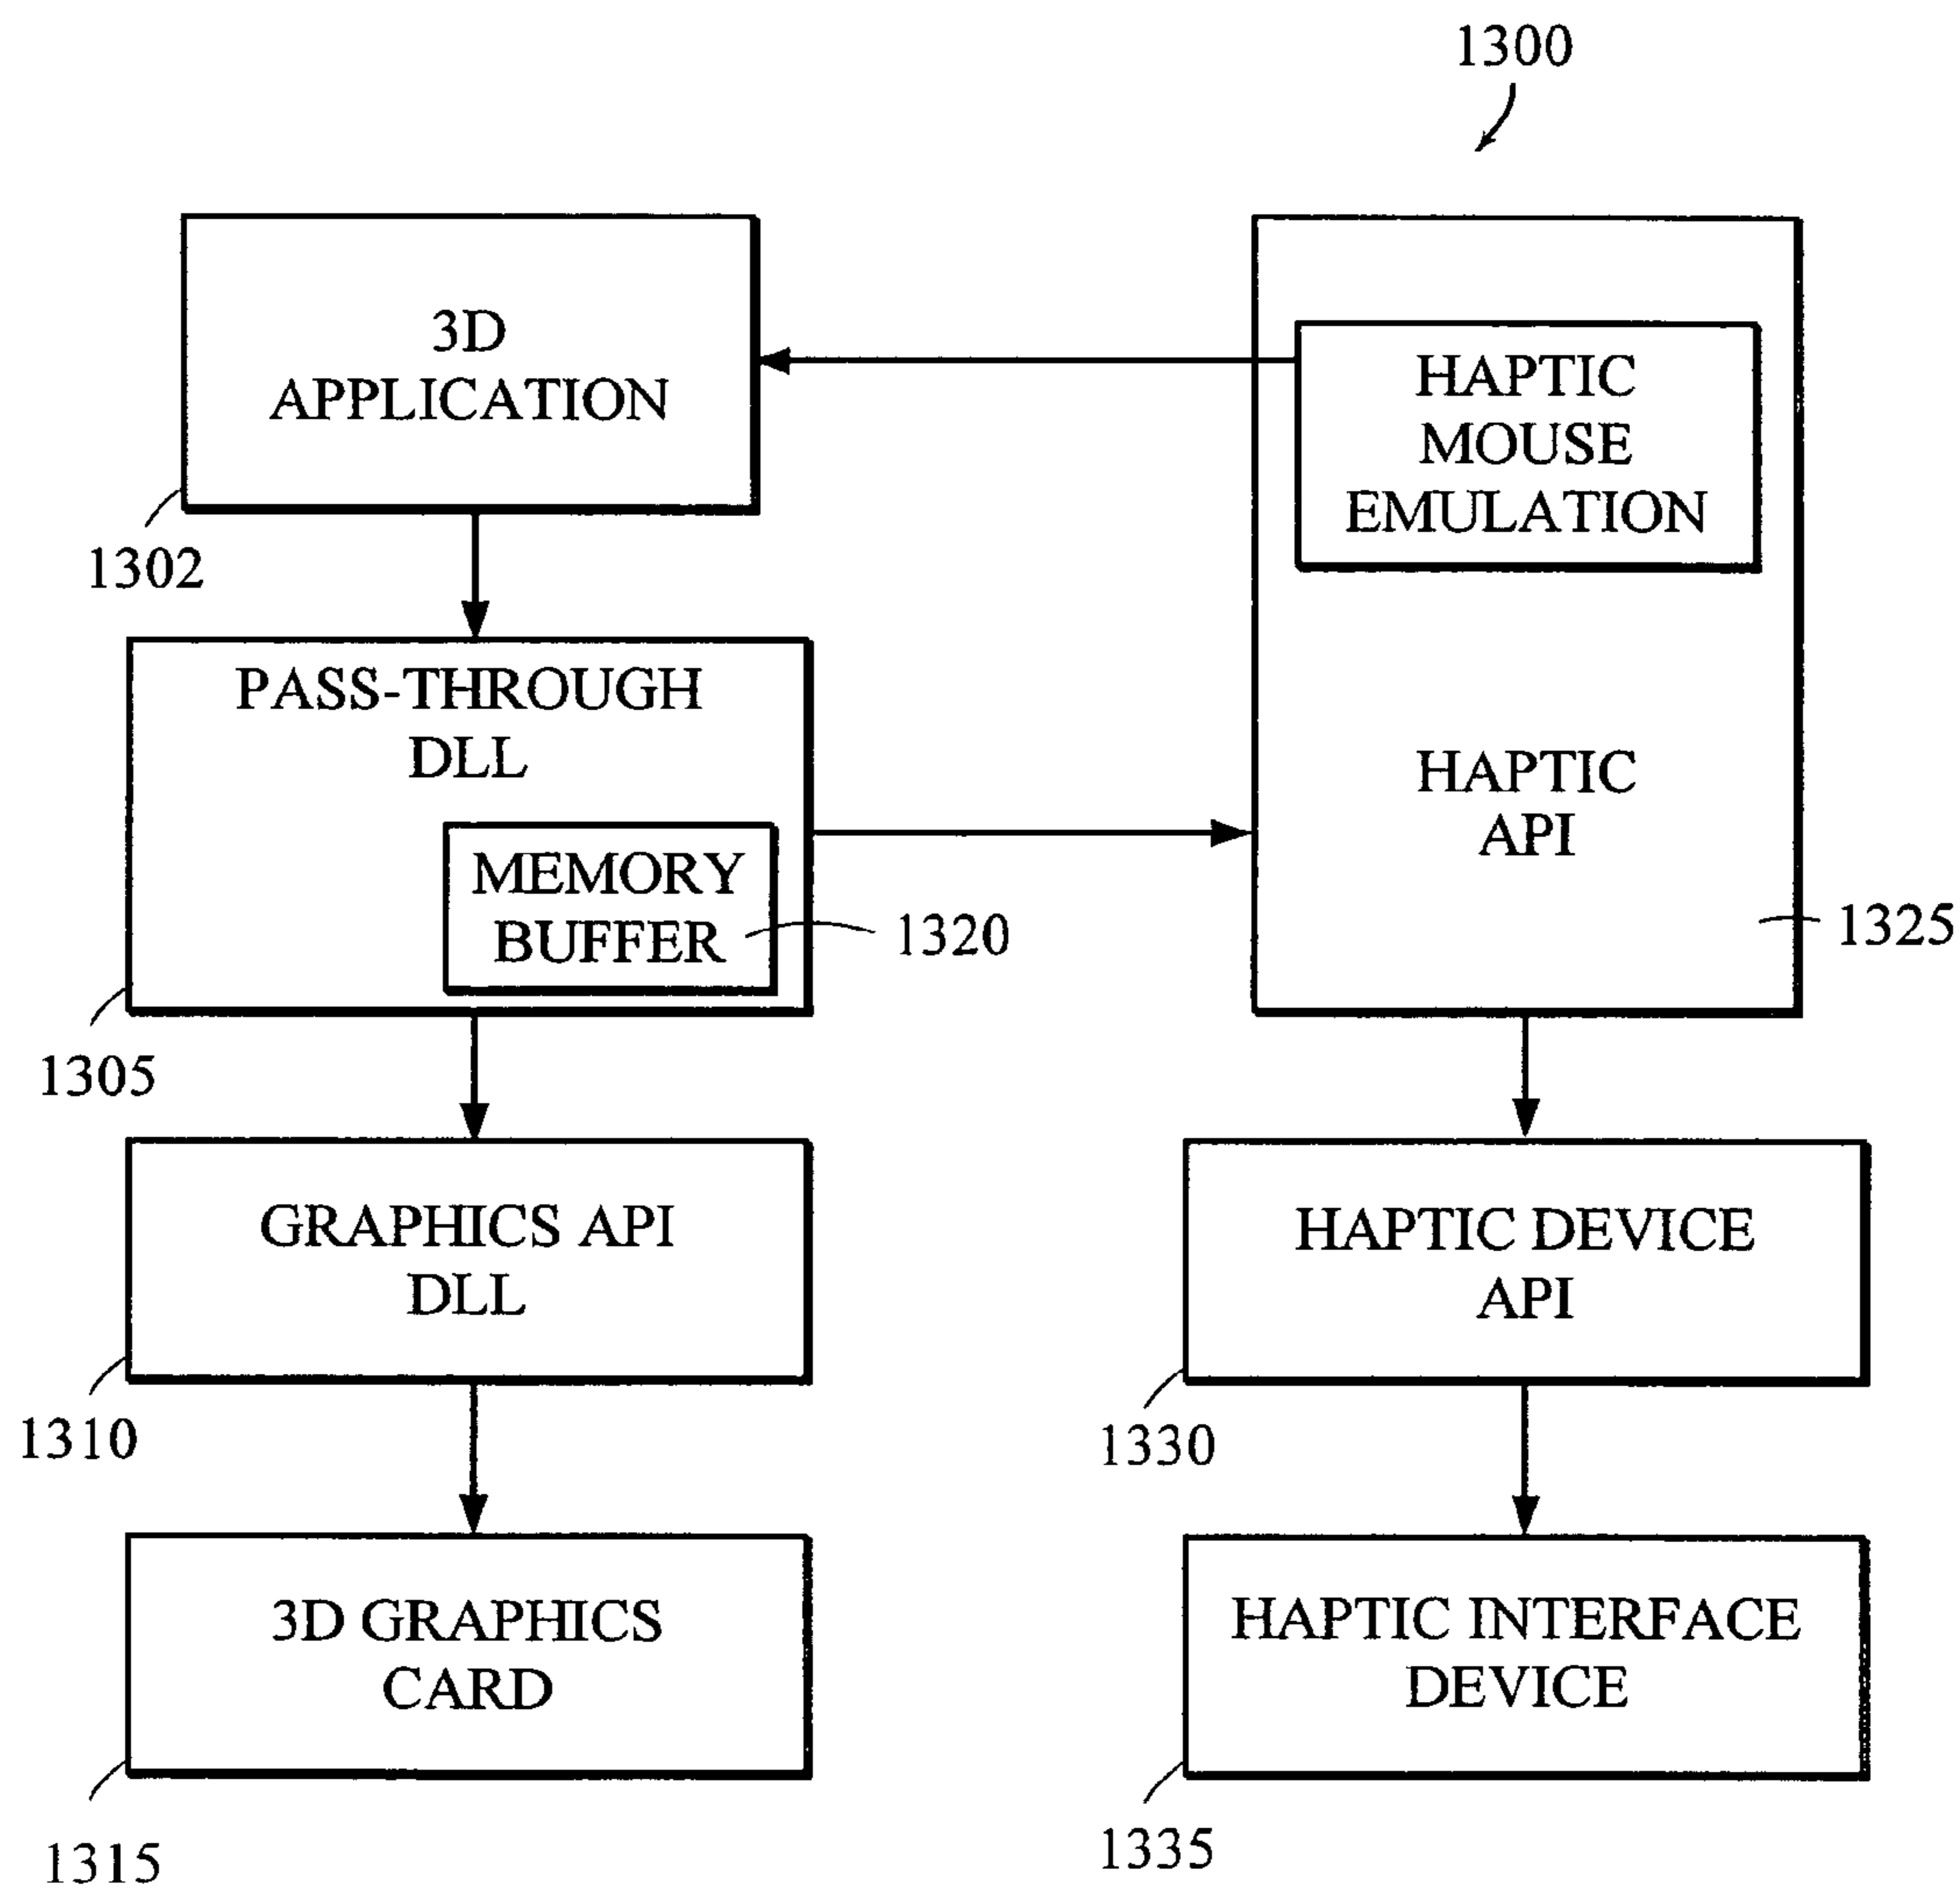 1300
3D
APPLICATION
1302
HAPTIC
MOUSE
EMULATION
PASS-THROUGH
DLL
MEMORY
BUFFER
1320
1305
HAPTIC
API
1325
GRAPHICS API
DLL
1310
HAPTIC DEVICE
API
1330
3D GRAPHICS
CARD
1315
HAPTIC INTERFACE
DEVICE
1335